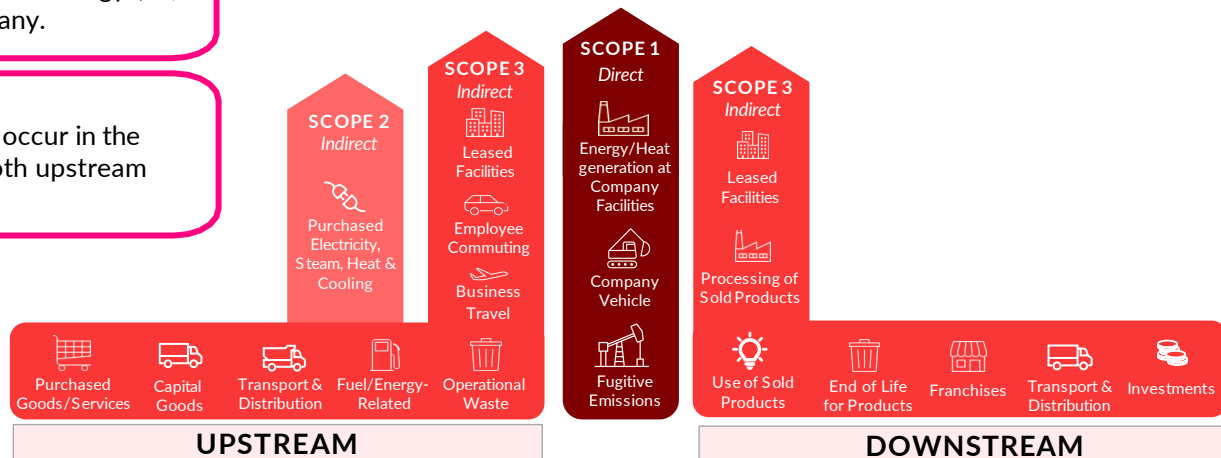 any.
occur in the
oth upstream
SCOPE 2
Indirect
Purchased
Electricity,
Steam, Heat &
Cooling
SCOPE 3
Indirect
Leased
Facilities
Employee
Commuting
Business
Travel
SCOPE 1
Direct
Energy/Heat
generation at
Company
Facilities
Company
Vehicle
Fugitive
Emissions
SCOPE 3
Indirect
Leased
Facilities
Processing of
Sold Products
Purchased
Goods/Services
Capital
Goods
Transport &
Distribution
Fuel/Energy-
Related
Operational
Waste
Use of Sold
Products
End of Life
for Products
Franchises
Transport &
Distribution
Investments
UPSTREAM
DOWNSTREAM